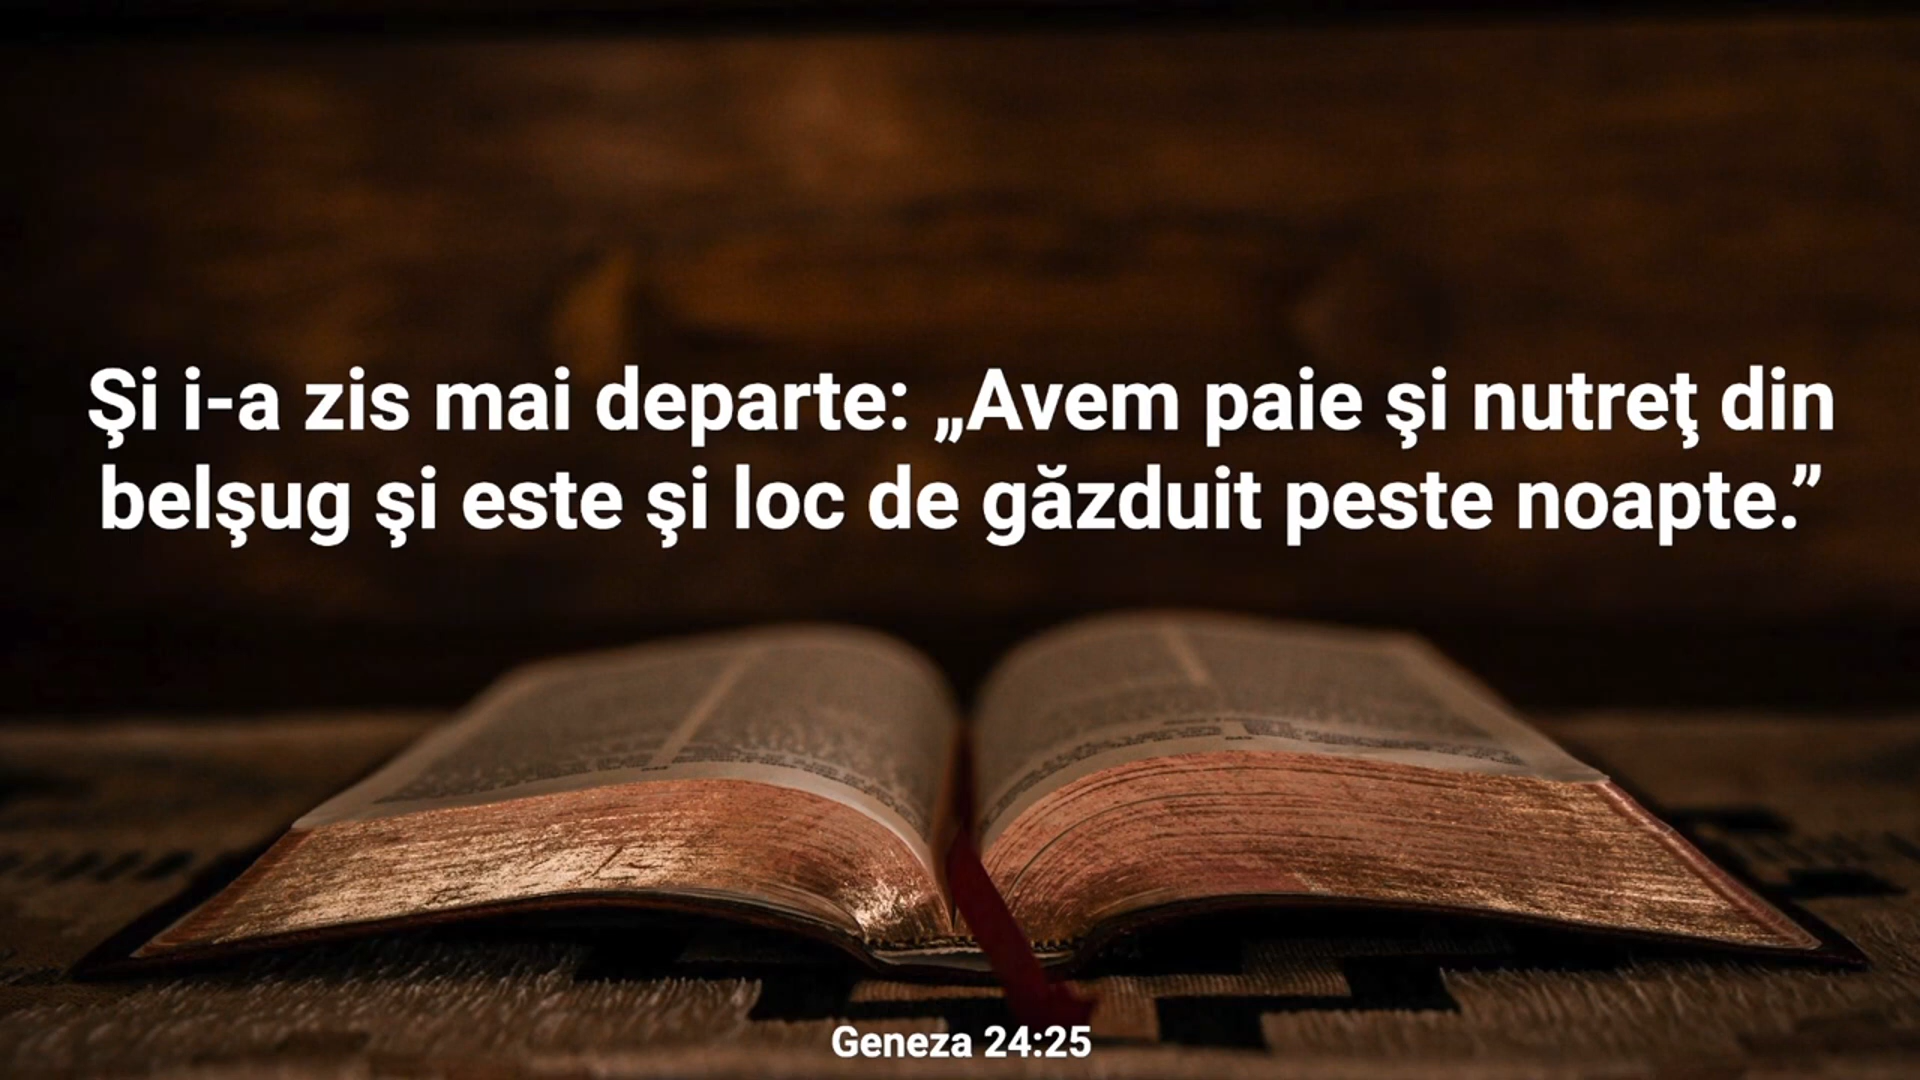 Şi i-a zis mai departe: „Avem paie şi nutreţ din
belşug şi este şi loc de găzduit peste noapte.”
Geneza 24:25